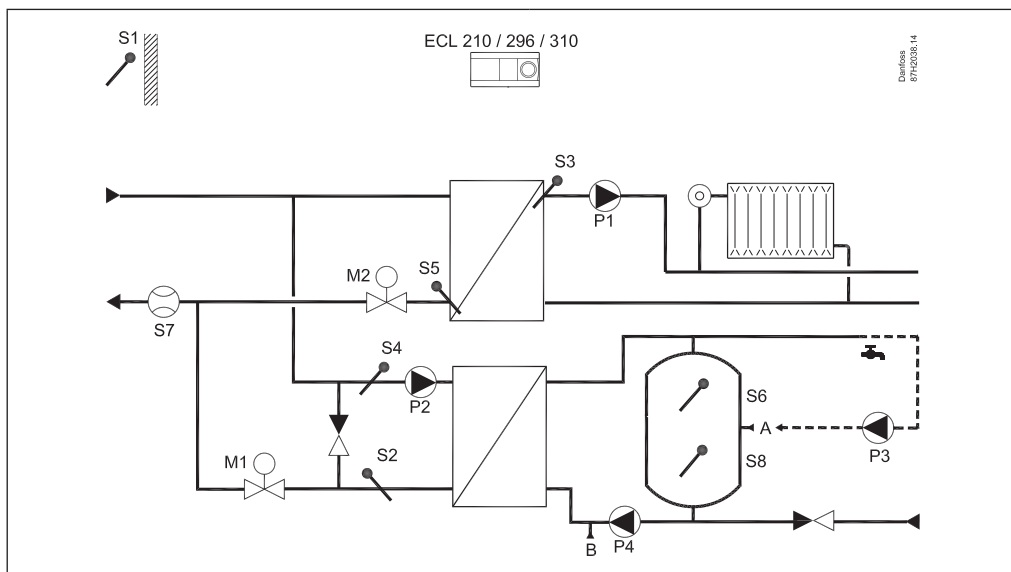 S1
ECL 210 / 296 / 310
Danfoss
87H2038.14
S3
P1
M2
S5
S7
S4
P2
S6
A
P3
S8
M1
S2
B
P4